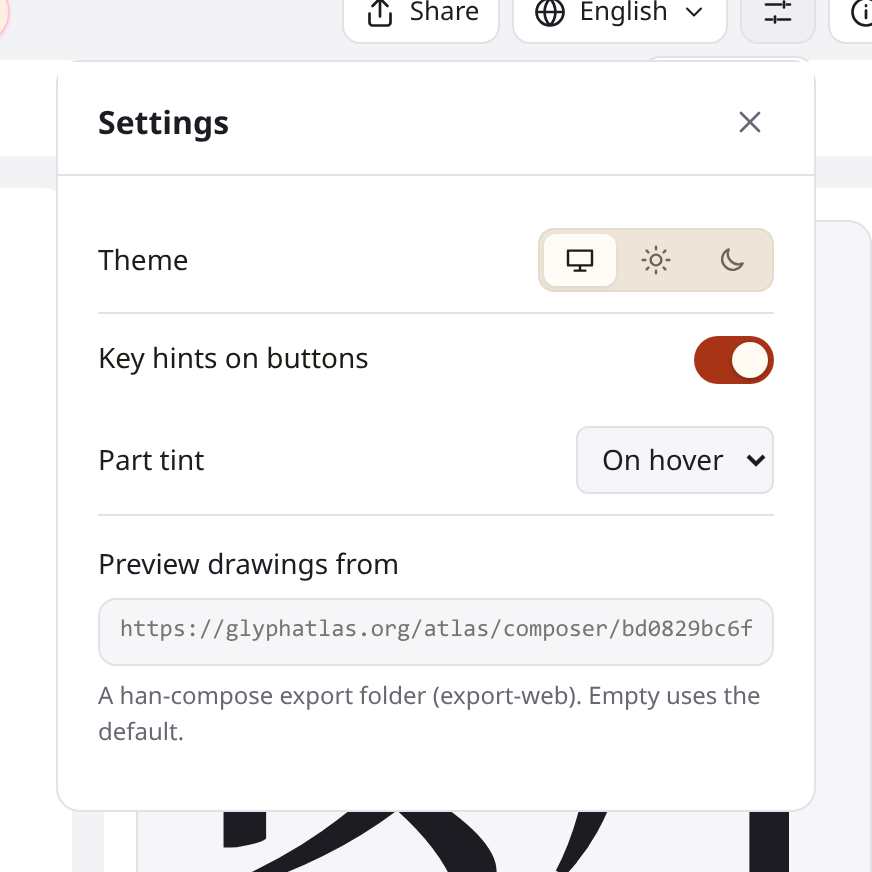 Share
English
Settings
Theme
Key hints on buttons
Part tint
On hover
Preview drawings from
https://glyphatlas.org/atlas/composer/bd0829bc6f
A han-compose export folder (export-web). Empty uses the
default.